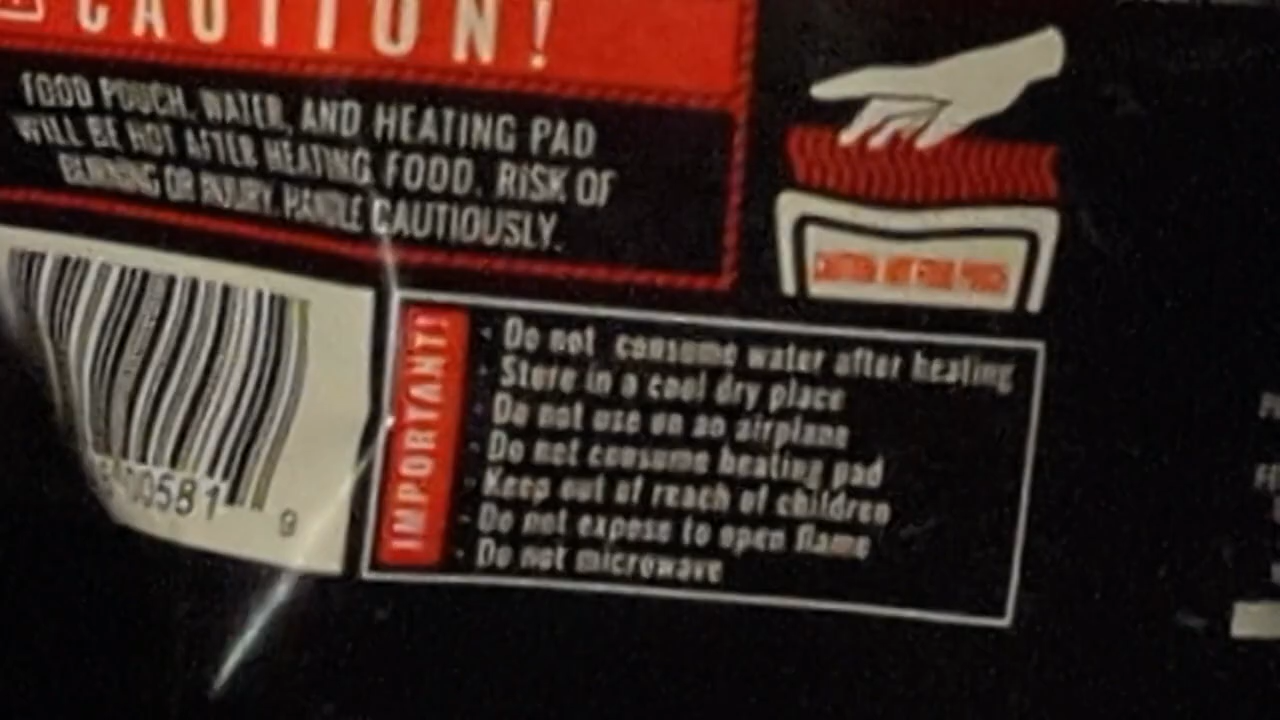 CAUTION!
FOOD POUCH, WATER, AND HEATING PAD
WILL BE HOT AFTER HEATING FOOD. RISK OF
BURNING OR INJURY. HANDLE CAUTIOUSLY.
00581 9
IMPORTANT!
- Do not consume water after heating
- Store in a cool dry place
- Do not use on an airplane
- Do not consume heating pad
- Keep out of reach of children
- Do not expose to open flame
- Do not microwave